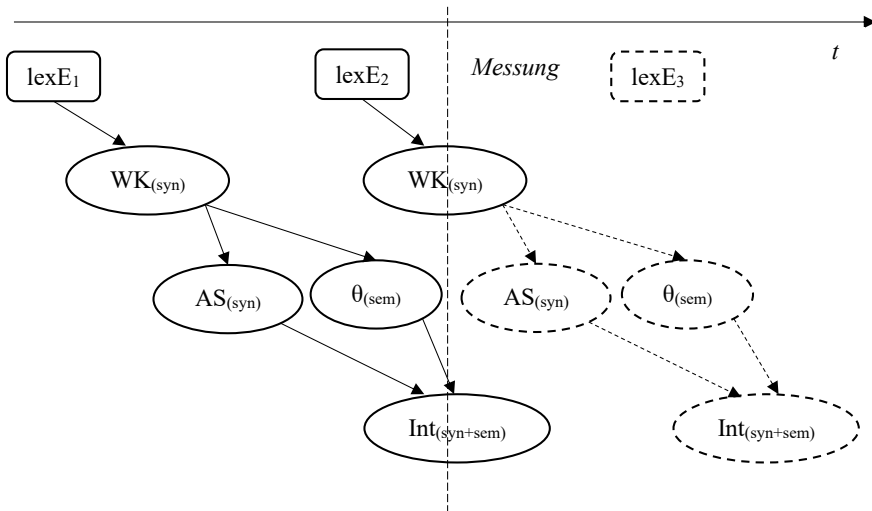 t
lexE₁
lexE₂
Messung
lexE₃
WK₍syn₎
WK₍syn₎
AS₍syn₎
θ₍sem₎
AS₍syn₎
θ₍sem₎
Int₍syn+sem₎
Int₍syn+sem₎